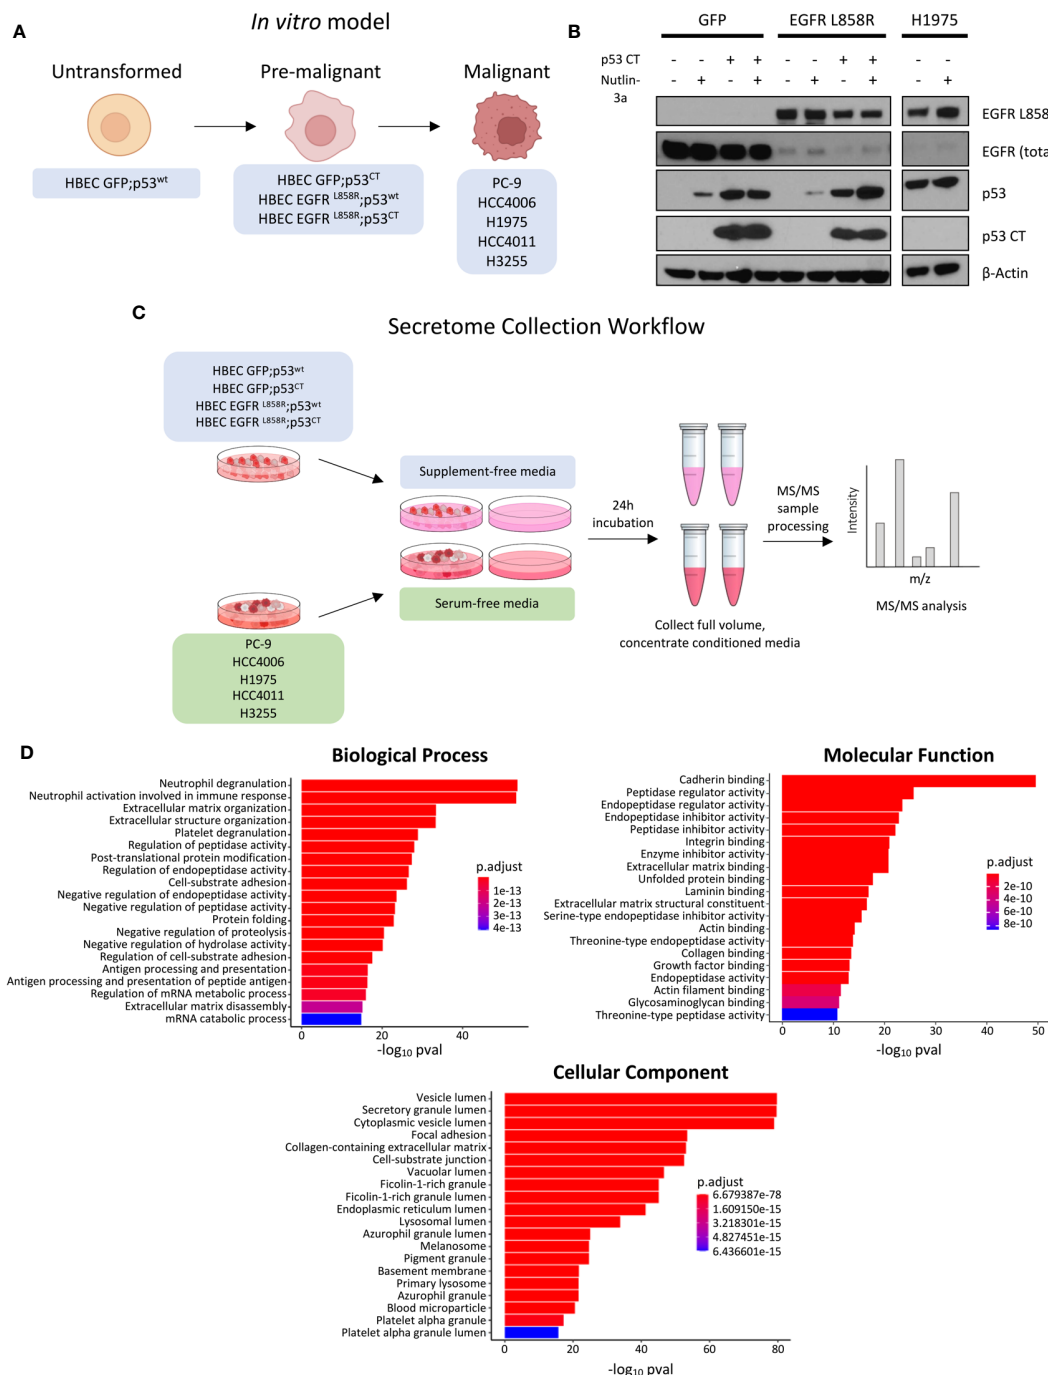 A
In vitro model
Untransformed
Pre-malignant
Malignant
HBEC GFP;p53wt
HBEC GFP;p53CT
HBEC EGFR L858R;p53wt
HBEC EGFR L858R;p53CT
PC-9
HCC4006
H1975
HCC4011
H3255
B
GFP
EGFR L858R
H1975
p53 CT - - + + - - + +
Nutlin-3a - + - + - + - + - +
EGFR L858
EGFR (tota
p53
p53 CT
β-Actin
C
Secretome Collection Workflow
HBEC GFP;p53wt
HBEC GFP;p53CT
HBEC EGFR L858R;p53wt
HBEC EGFR L858R;p53CT
Supplement-free media
Serum-free media
PC-9
HCC4006
H1975
HCC4011
H3255
24h
incubation
Collect full volume,
concentrate conditioned media
MS/MS
sample
processing
Intensity
m/z
MS/MS analysis
D
Biological Process
Neutrophil degranulation
Neutrophil activation involved in immune response
Extracellular matrix organization
Extracellular structure organization
Platelet degranulation
Regulation of peptidase activity
Post-translational protein modification
Regulation of endopeptidase activity
Cell-substrate adhesion
Negative regulation of endopeptidase activity
Negative regulation of peptidase activity
Protein folding
Negative regulation of proteolysis
Negative regulation of hydrolase activity
Regulation of cell-substrate adhesion
Antigen processing and presentation
Antigen processing and presentation of peptide antigen
Regulation of mRNA metabolic process
Extracellular matrix disassembly
mRNA catabolic process
0 20 40
-log10 pval
p.adjust
1e-13
2e-13
3e-13
4e-13
Molecular Function
Cadherin binding
Peptidase regulator activity
Endopeptidase regulator activity
Endopeptidase inhibitor activity
Peptidase inhibitor activity
Integrin binding
Enzyme inhibitor activity
Extracellular matrix binding
Unfolded protein binding
Laminin binding
Extracellular matrix structural constituent
Serine-type endopeptidase inhibitor activity
Actin binding
Threonine-type endopeptidase activity
Collagen binding
Growth factor binding
Endopeptidase activity
Actin filament binding
Glycosaminoglycan binding
Threonine-type peptidase activity
0 10 20 30 40 50
-log10 pval
p.adjust
2e-10
4e-10
6e-10
8e-10
Cellular Component
Vesicle lumen
Secretory granule lumen
Cytoplasmic vesicle lumen
Focal adhesion
Collagen-containing extracellular matrix
Cell-substrate junction
Vacuolar lumen
Ficolin-1-rich granule
Ficolin-1-rich granule lumen
Endoplasmic reticulum lumen
Lysosomal lumen
Azurophil granule lumen
Melanosome
Pigment granule
Basement membrane
Primary lysosome
Azurophil granule
Blood microparticle
Platelet alpha granule
Platelet alpha granule lumen
0 20 40 60 80
-log10 pval
p.adjust
6.679387e-78
1.609150e-15
3.218301e-15
4.827451e-15
6.436601e-15